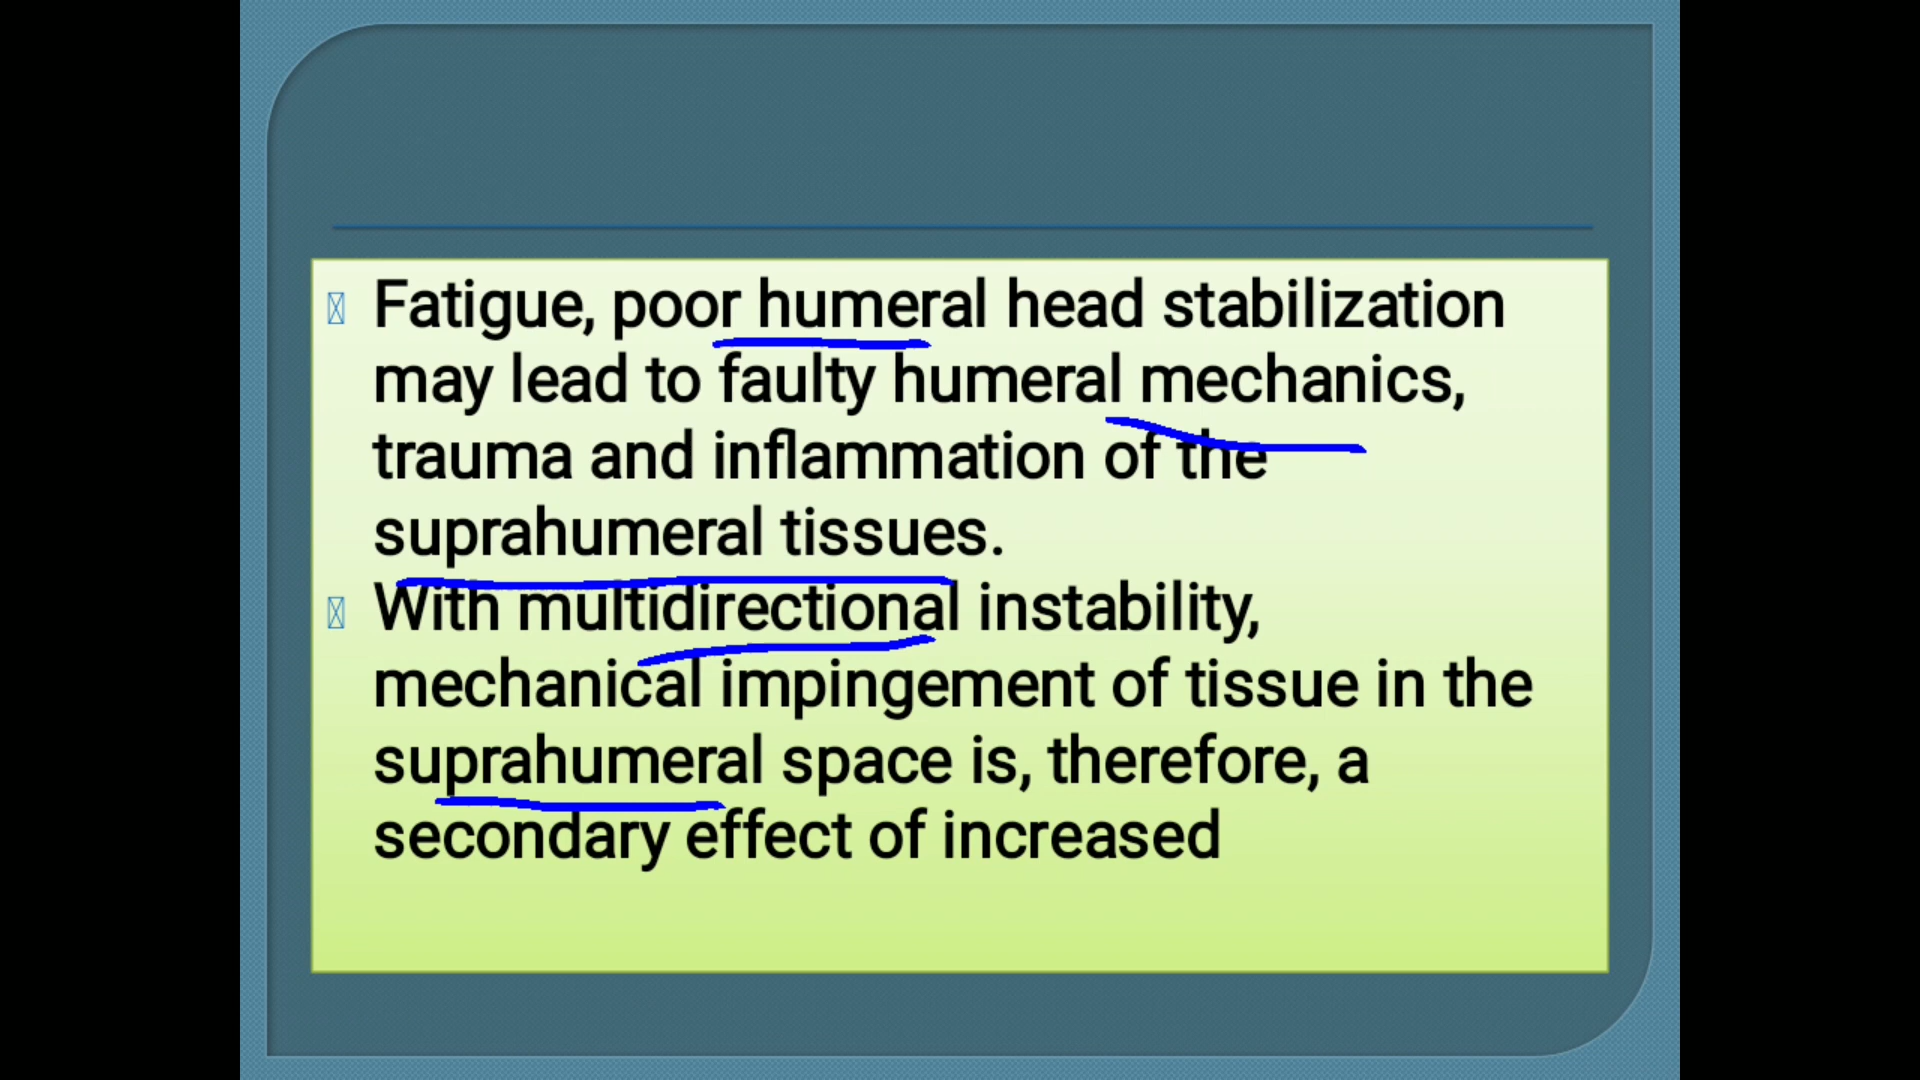 Fatigue, poor humeral head stabilization
may lead to faulty humeral mechanics,
trauma and inflammation of the
suprahumeral tissues.
With multidirectional instability,
mechanical impingement of tissue in the
suprahumeral space is, therefore, a
secondary effect of increased